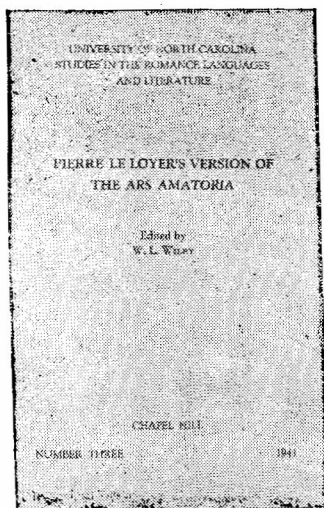 UNIVERSITY OF NORTH CAROLINA
STUDIES IN THE ROMANCE LANGUAGES
AND LITERATURE
PIERRE LE LOYER'S VERSION OF
THE ARS AMATORIA
Edited by
W. L. WILEY
CHAPEL HILL
NUMBER THREE 1941